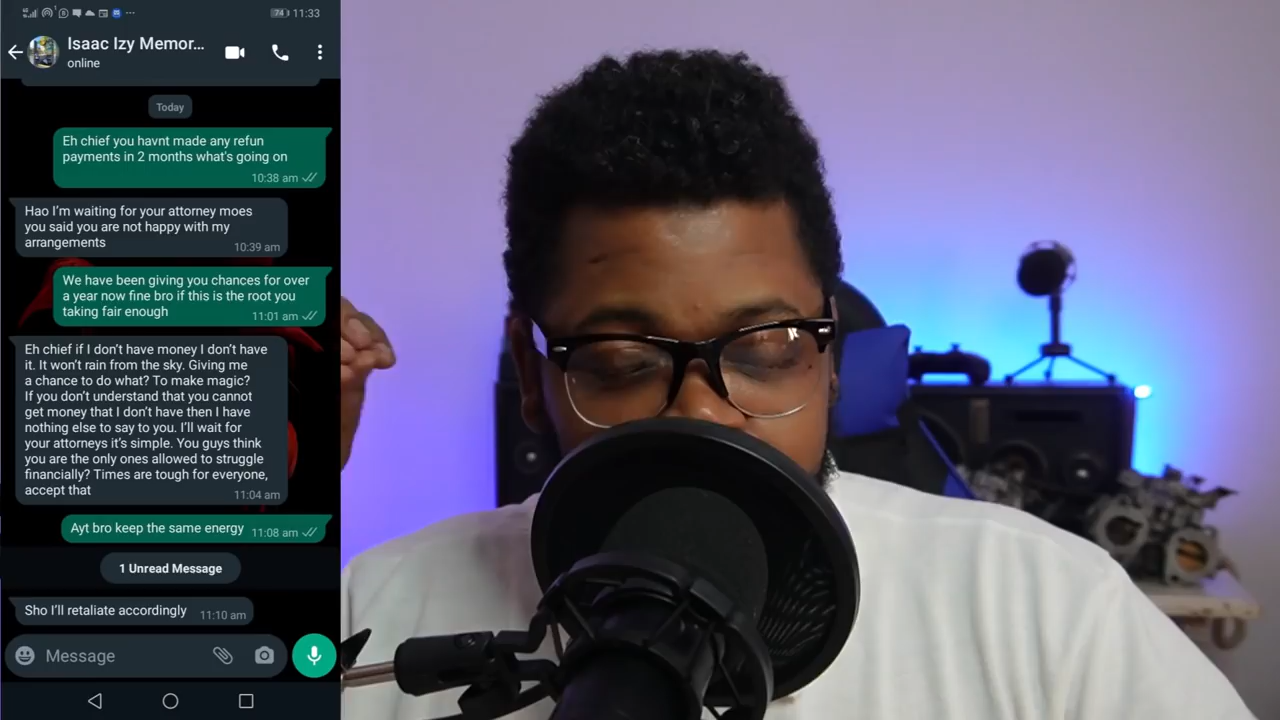 74 11:33
Isaac Izy Memor...
online
Today
Eh chief you havnt made any refun
payments in 2 months what's going on
10:38 am
Hao I'm waiting for your attorney moes
you said you are not happy with my
arrangements
10:39 am
We have been giving you chances for over
a year now fine bro if this is the root you
taking fair enough
11:01 am
Eh chief if I don't have money I don't have
it. It won't rain from the sky. Giving me
a chance to do what? To make magic?
If you don't understand that you cannot
get money that I don't have then I have
nothing else to say to you. I'll wait for
your attorneys it's simple. You guys think
you are the only ones allowed to struggle
financially? Times are tough for everyone,
accept that
11:04 am
Ayt bro keep the same energy
11:08 am
1 Unread Message
Sho I'll retaliate accordingly
11:10 am
Message